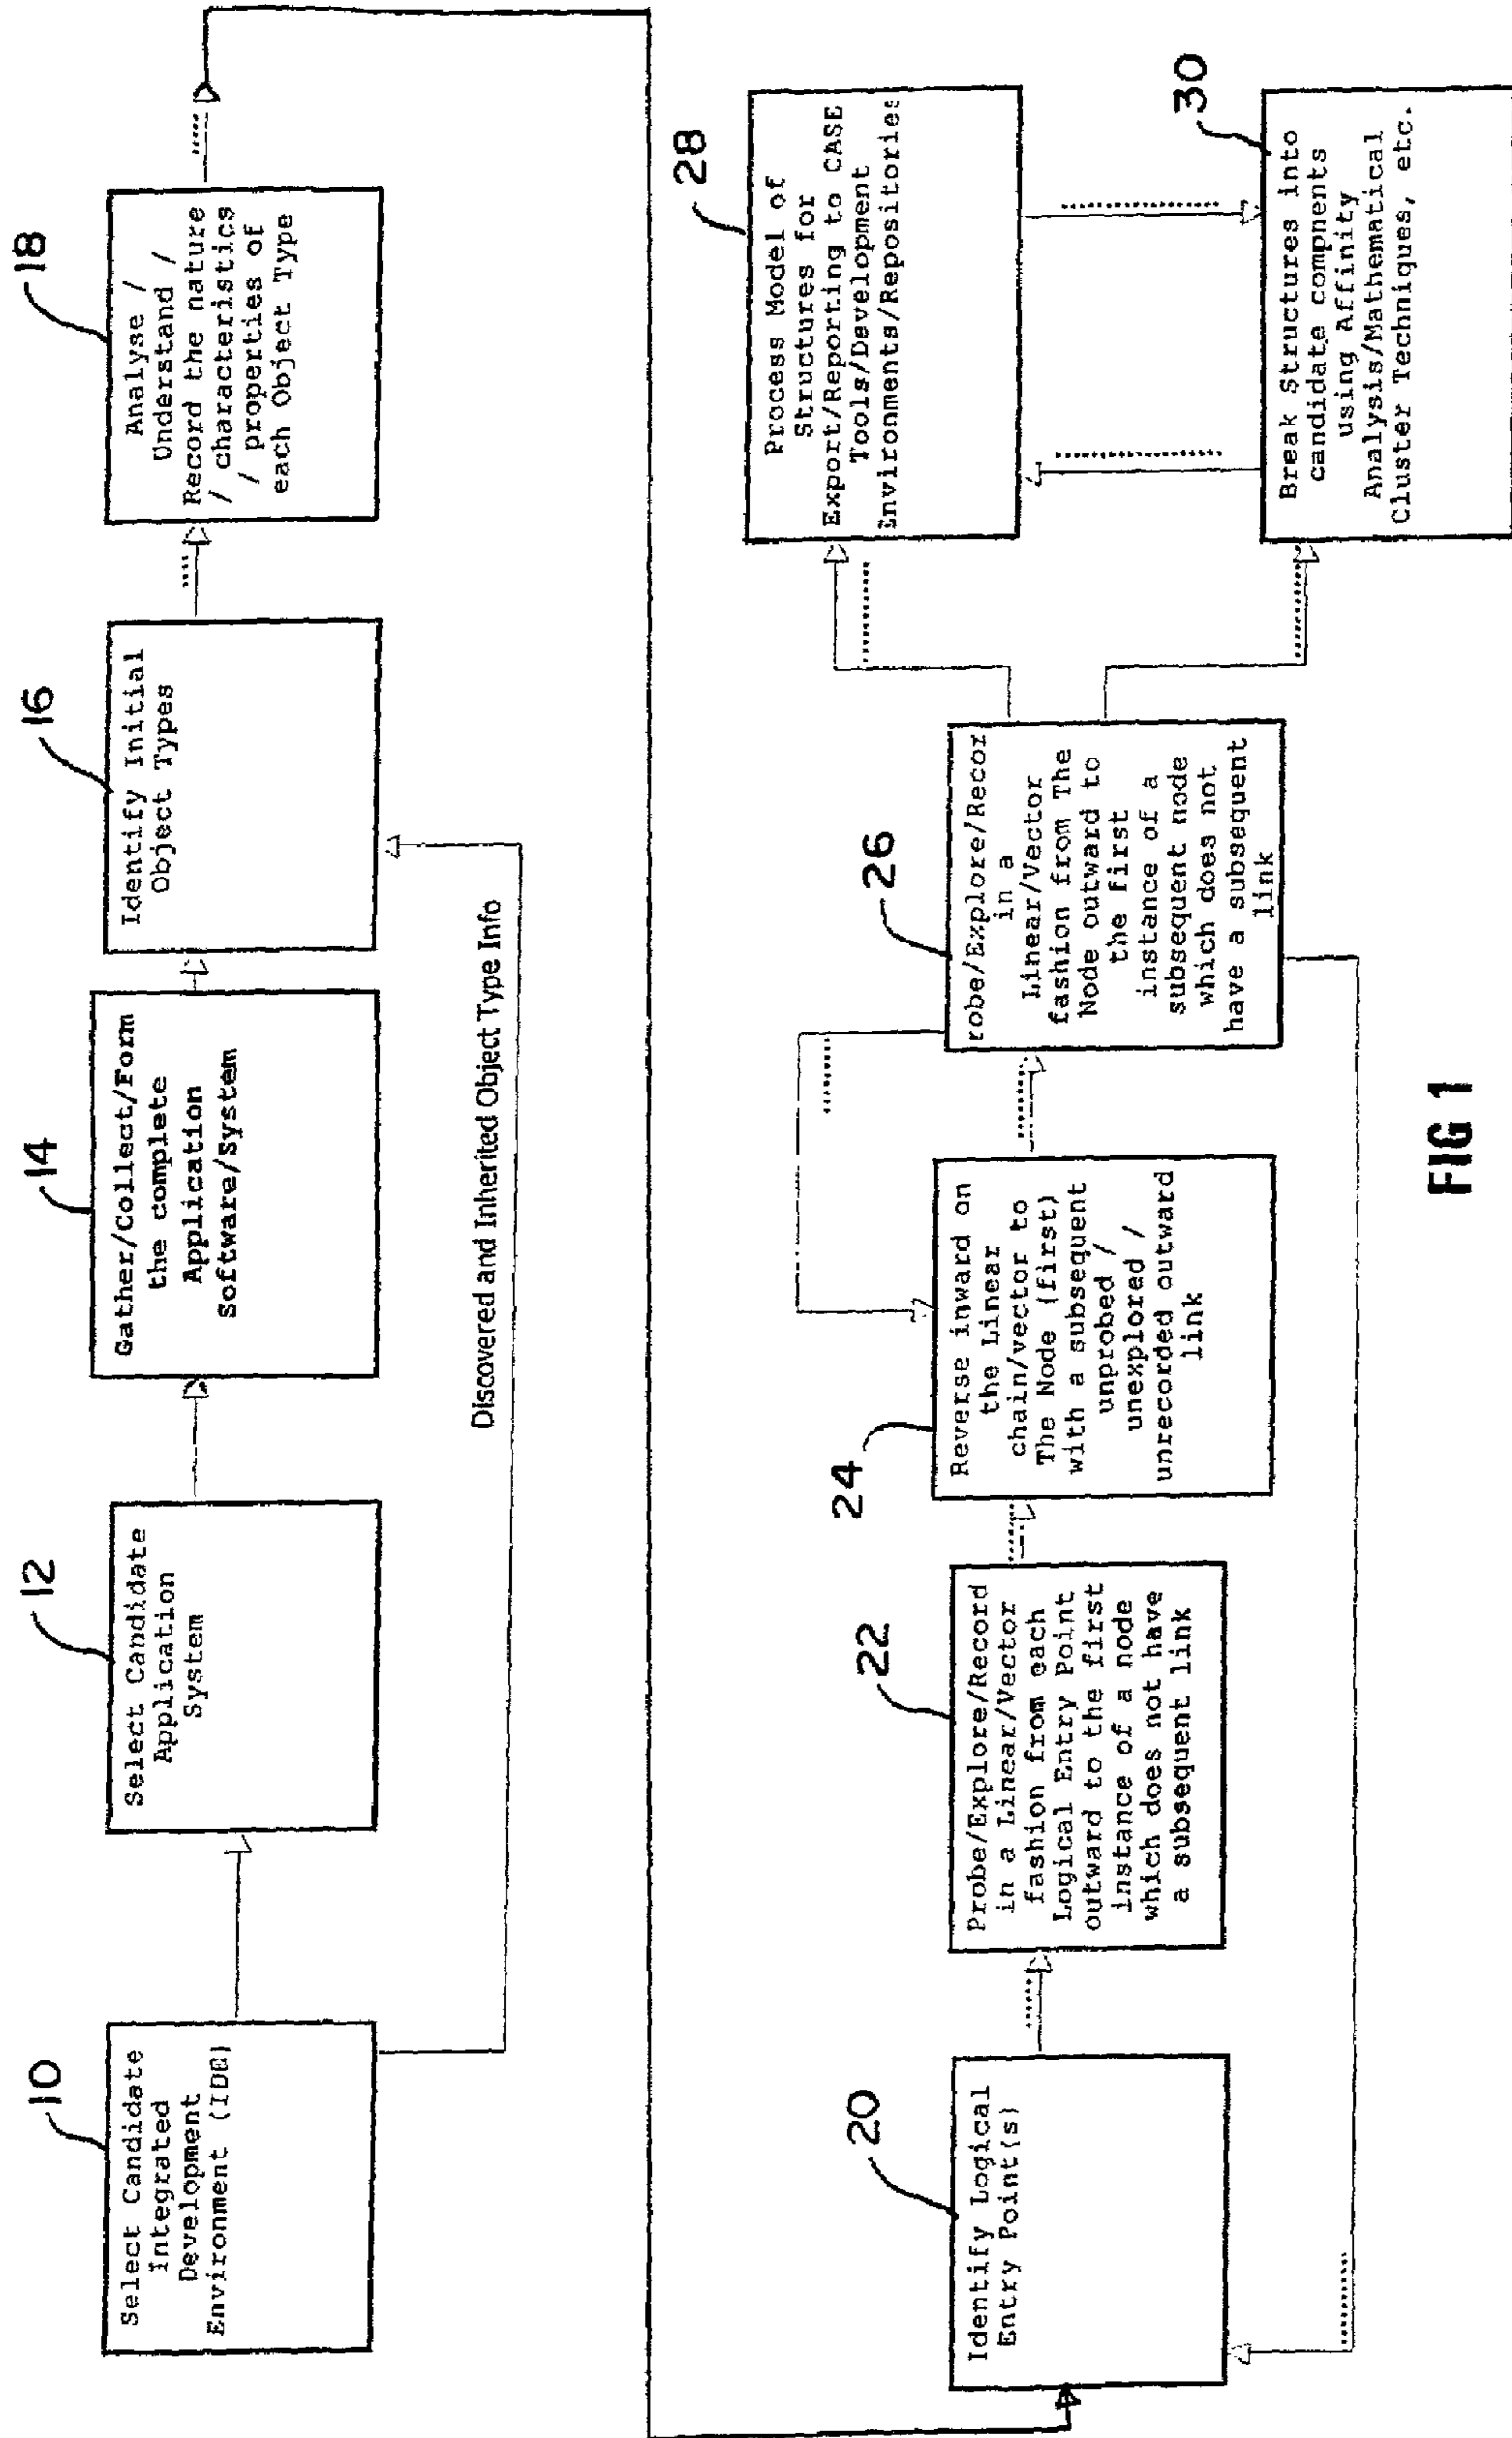 10
Select Candidate
Integrated
Development
Environment (IDE)
12
Select Candidate
Application
System
14
Gather/Collect/Form
the complete
Application
Software/System
16
Identify Initial
Object Types
18
Analyse /
Understand /
Record the nature
/ characteristics
/ properties of
each Object Type
Discovered and Inherited Object Type Info
20
Identify Logical
Entry Point(s)
22
Probe/Explore/Record
in a Linear/Vector
fashion from each
Logical Entry Point
outward to the first
instance of a node
which does not have
a subsequent link
24
Reverse inward on
the Linear
chain/vector to
The Node (first)
with a subsequent
unprobed /
unexplored /
unrecorded outward
link
26
robe/Explore/Recor
in a
Linear/Vector
fashion from The
Node outward to
the first
instance of a
subsequent node
which does not
have a subsequent
link
28
Process Model of
Structures for
Export/Reporting to CASE
Tools/Development
Environments/Repositories
30
Break Structures into
candidate compnents
using Affinity
Analysis/Mathematical
Cluster Techniques, etc.
FIG 1